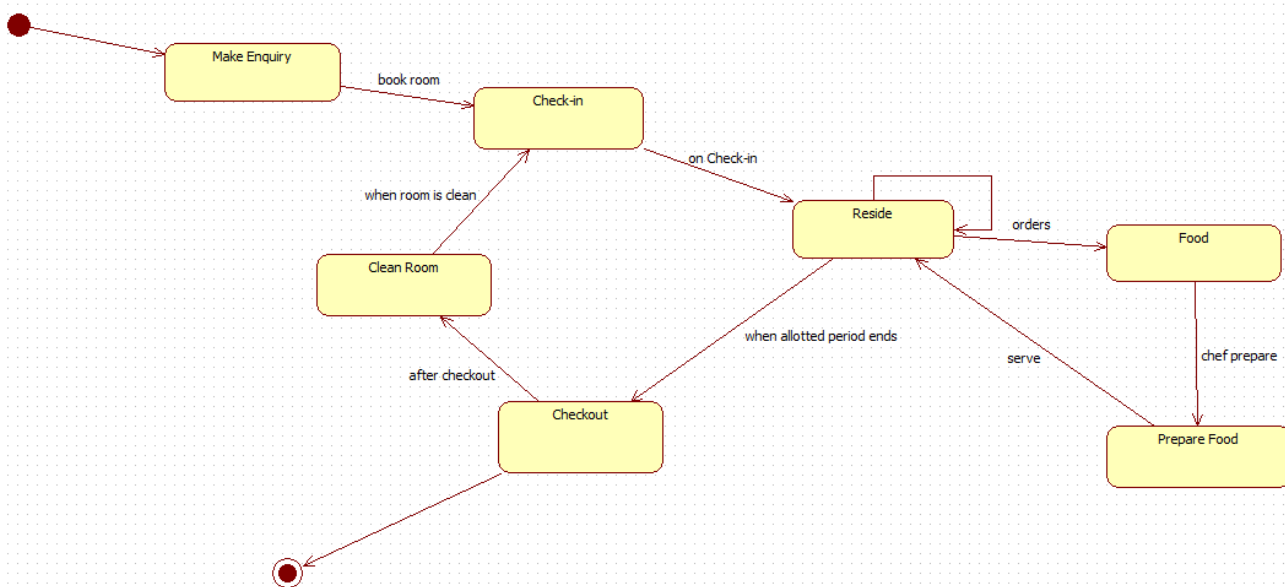 Make Enquiry
book room
Check-in
on Check-in
when room is clean
Reside
orders
Food
Clean Room
when allotted period ends
serve
chef prepare
after checkout
Checkout
Prepare Food